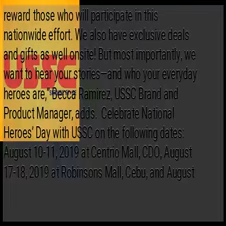 reward those who will participate in this
nationwide effort. We also have exclusive deals
and gifts as well onsite! But most importantly, we
want to hear your stories—and who your everyday
heroes are, "Becca Ramirez, USSC Brand and
Product Manager, adds. Celebrate National
Heroes' Day with USSC on the following dates:
August 10-11, 2019 at Centrio Mall, CDO, August
17-18, 2019 at Robinsons Mall, Cebu, and August
USSC